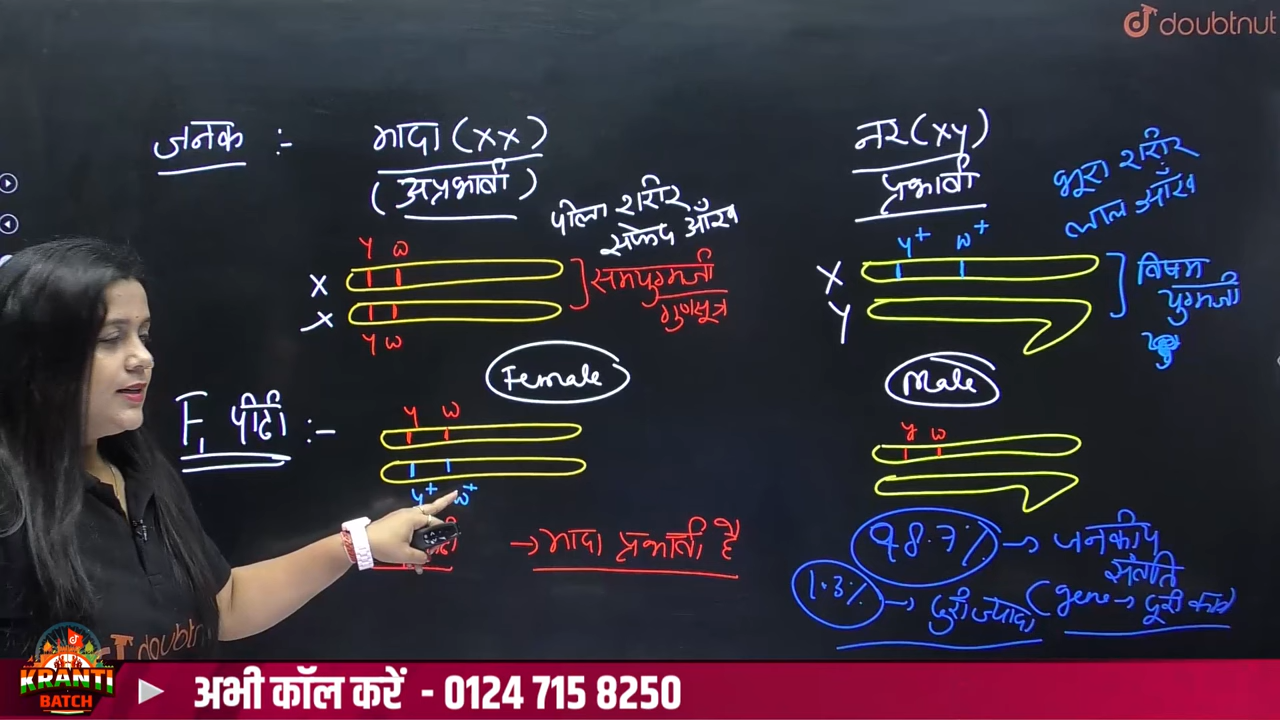 doubtnut
जनक :-
मादा (XX)
(अप्रभावी)
पीला शरीर
सफेद आँख
y w
X
X
y w
समयुग्मजी
गुणसूत्र
नर (XY)
प्रभावी
भूरा शरीर
लाल आँख
y+ w+
X
Y
विषम
युग्मजी
Female
Male
F1 पीढी :-
y w
y+ w+
→ मादा प्रभावी है
y w
98.7% → जनकीय
संतति
(gene → दूरी कम)
1.3% → दूरी ज्यादा
doubtnut
KRANTI
BATCH
अभी कॉल करें - 0124 715 8250